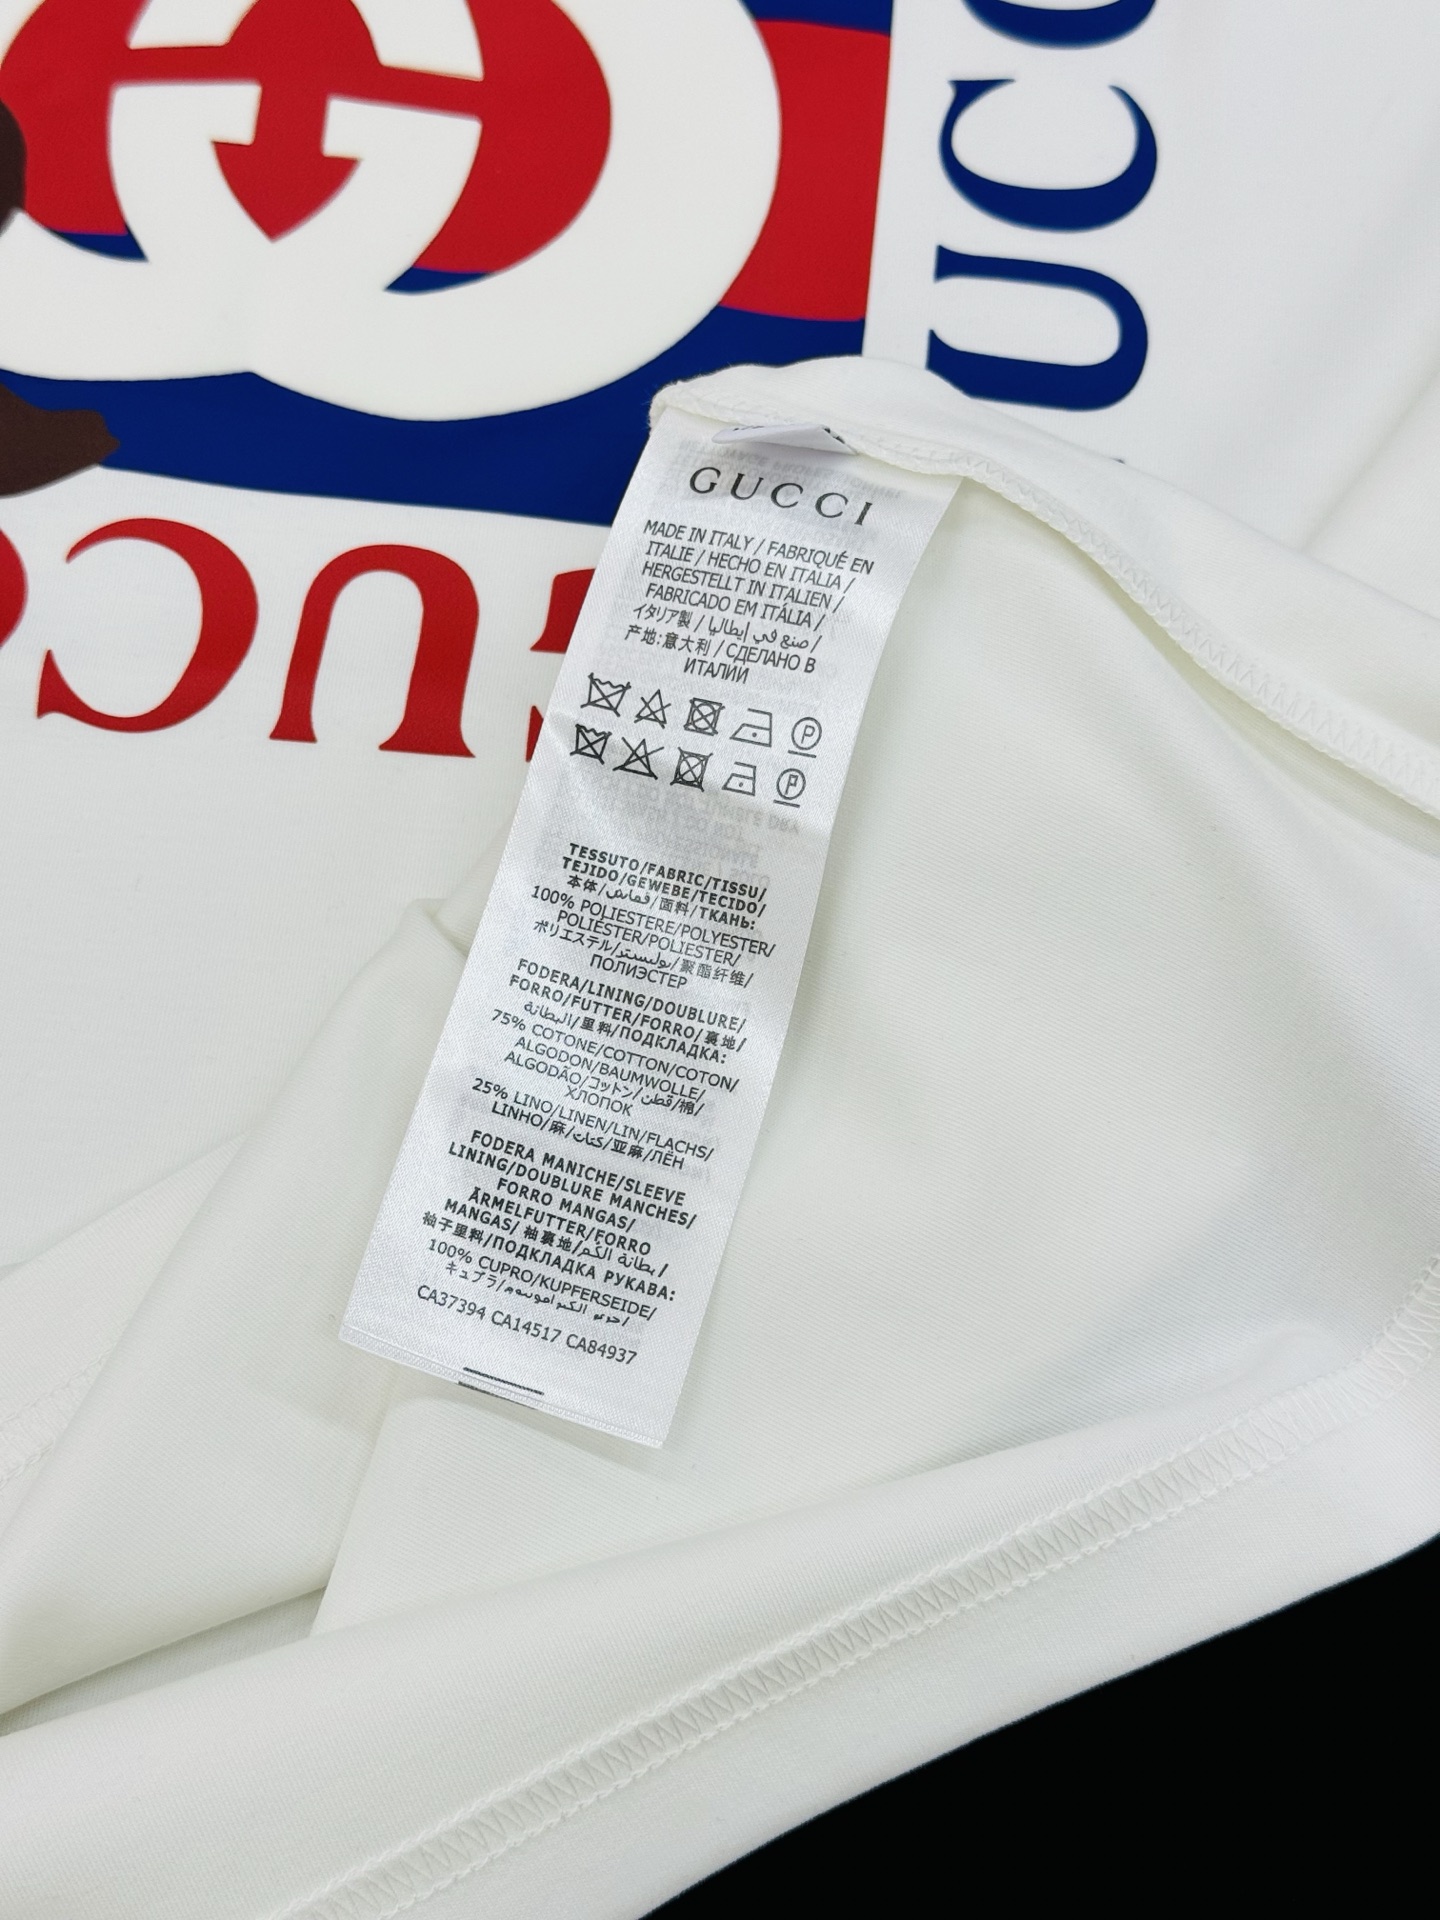 UCC
GUCCI
MADE IN ITALY / FABRIQUÉ EN
ITALIE / HECHO EN ITALIA /
HERGESTELLT IN ITALIEN /
FABRICADO EM ITÁLIA /
イタリア製 / صنع في إيطاليا /
产地:意大利 / СДЕЛАНО В
ИТАЛИИ
P
P
TESSUTO/FABRIC/TISSU/
TEJIDO/GEWEBE/TECIDO/
本体/قماش/面料/ТКАНЬ:
100% POLIESTERE/POLYESTER/
POLIÉSTER/POLIESTER/
ポリエステル/بوليستر/聚酯纤维/
ПОЛИЭСТЕР
FODERA/LINING/DOUBLURE/
FORRO/FUTTER/FORRO/裏地/
البطانة/里料/ПОДКЛАДКА:
75% COTONE/COTTON/COTON/
ALGODON/BAUMWOLLE/
ALGODÃO/コットン/قطن/棉/
ХЛОПОК
25% LINO/LINEN/LIN/FLACHS/
LINHO/麻/كتان/亚麻/ЛЁН
FODERA MANICHE/SLEEVE
LINING/DOUBLURE MANCHES/
FORRO MANGAS/
ÄRMELFUTTER/FORRO
MANGAS/ 袖裏地/بطانة الكم/
袖子里料/ПОДКЛАДКА РУКАВА:
100% CUPRO/KUPFERSEIDE/
キュプラ/
CA37394 CA14517 CA84937